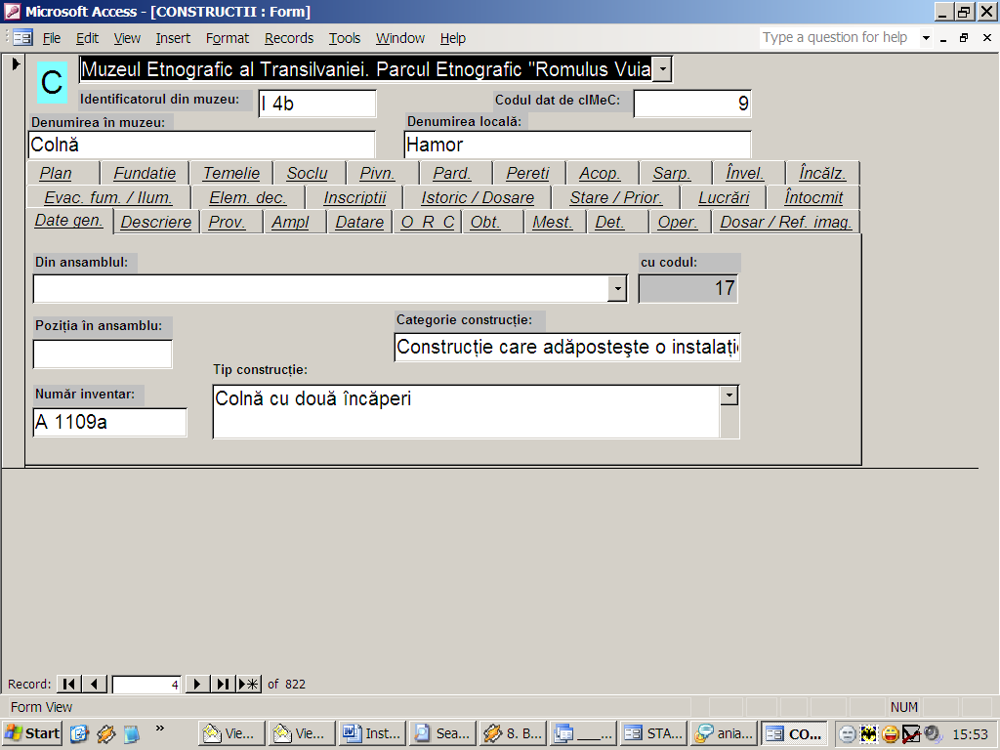 Microsoft Access - [CONSTRUCTII : Form]
File Edit View Insert Format Records Tools Window Help Type a question for help
C Muzeul Etnografic al Transilvaniei. Parcul Etnografic "Romulus Vuia
Identificatorul din muzeu: I 4b Codul dat de cIMeC: 9
Denumirea în muzeu: Denumirea locală:
Colnă Hamor
Plan Fundatie Temelie Soclu Pivn. Pard. Pereti Acop. Sarp. Învel. Încălz.
Evac. fum. / Ilum. Elem. dec. Inscriptii Istoric / Dosare Stare / Prior. Lucrări Întocmit
Date gen. Descriere Prov. Ampl Datare O R C Obt. Mest. Det. Oper. Dosar / Ref. imag.
Din ansamblul: cu codul:
17
Poziția în ansamblu: Categorie construcție:
Construcție care adăpostește o instalați
Tip construcție:
Număr inventar: Colnă cu două încăperi
A 1109a
Record: 4 of 822
Form View NUM
Start » Vie... Vie... Inst... Sea... 8. B... ___... STA... ania... CO... 15:53